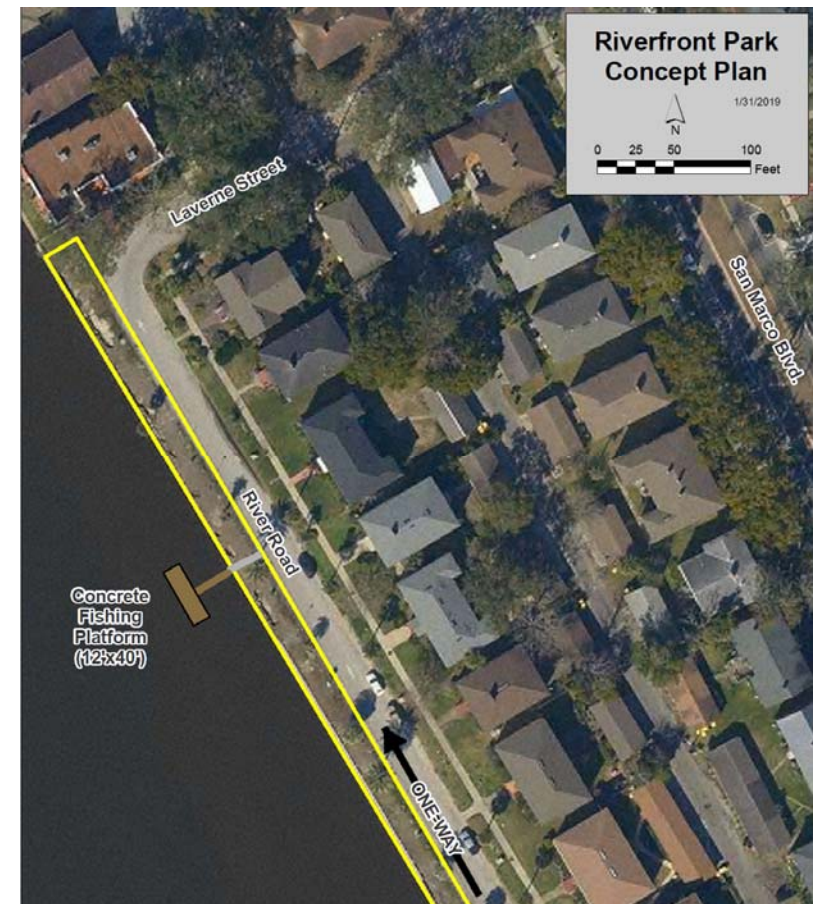 Riverfront Park
Concept Plan
1/31/2019
N
0 25 50 100
Feet
Laverne Street
San Marco Blvd.
River Road
Concrete
Fishing
Platform
(12'x40')
ONE-WAY